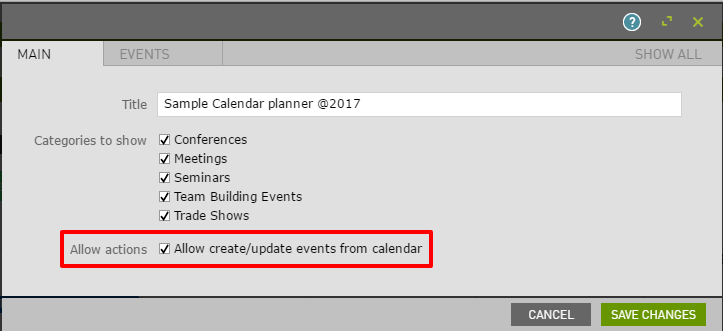 ?
MAIN EVENTS SHOW ALL
Title Sample Calendar planner @2017
Categories to show Conferences
Meetings
Seminars
Team Building Events
Trade Shows
Allow actions Allow create/update events from calendar
CANCEL SAVE CHANGES